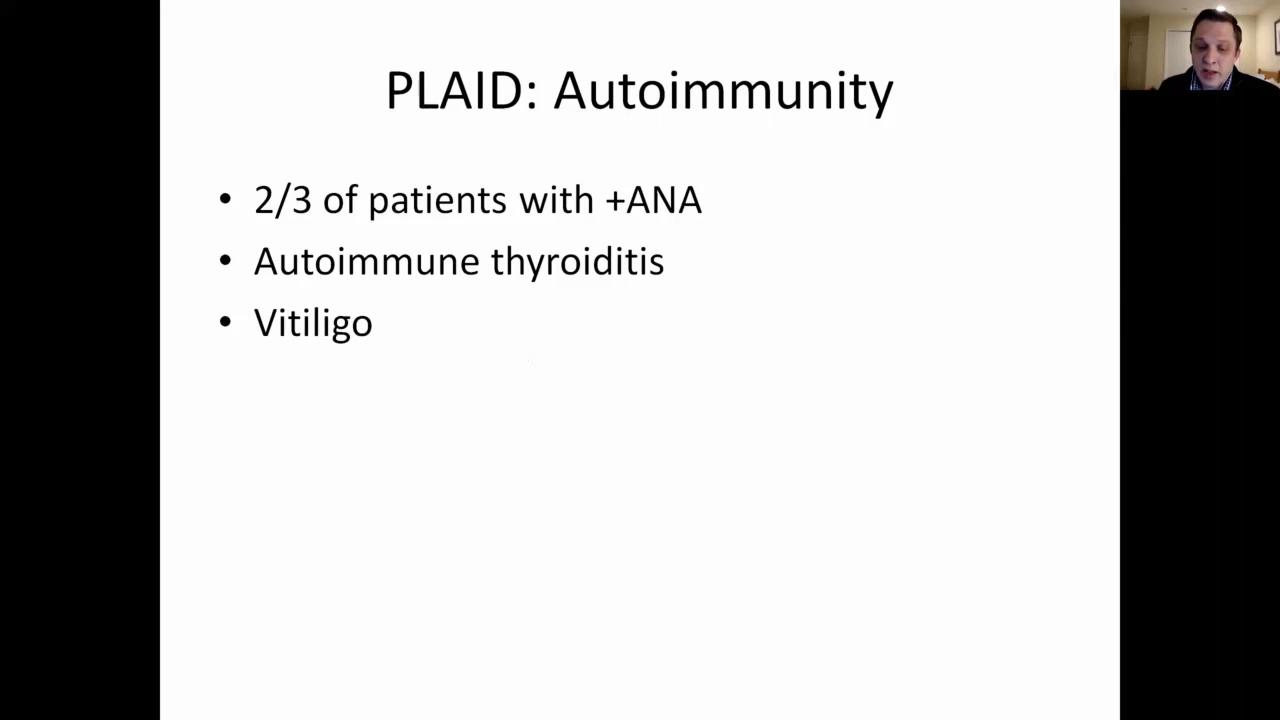 PLAID: Autoimmunity
• 2/3 of patients with +ANA
• Autoimmune thyroiditis
• Vitiligo